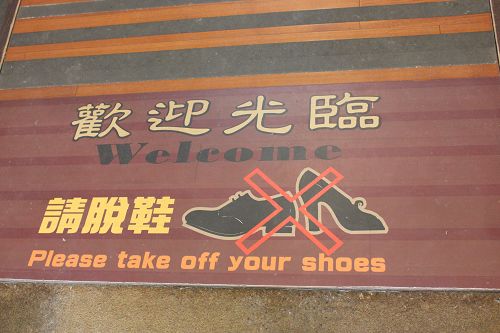 歡迎光臨
Welcome
請脫鞋
Please take off your shoes